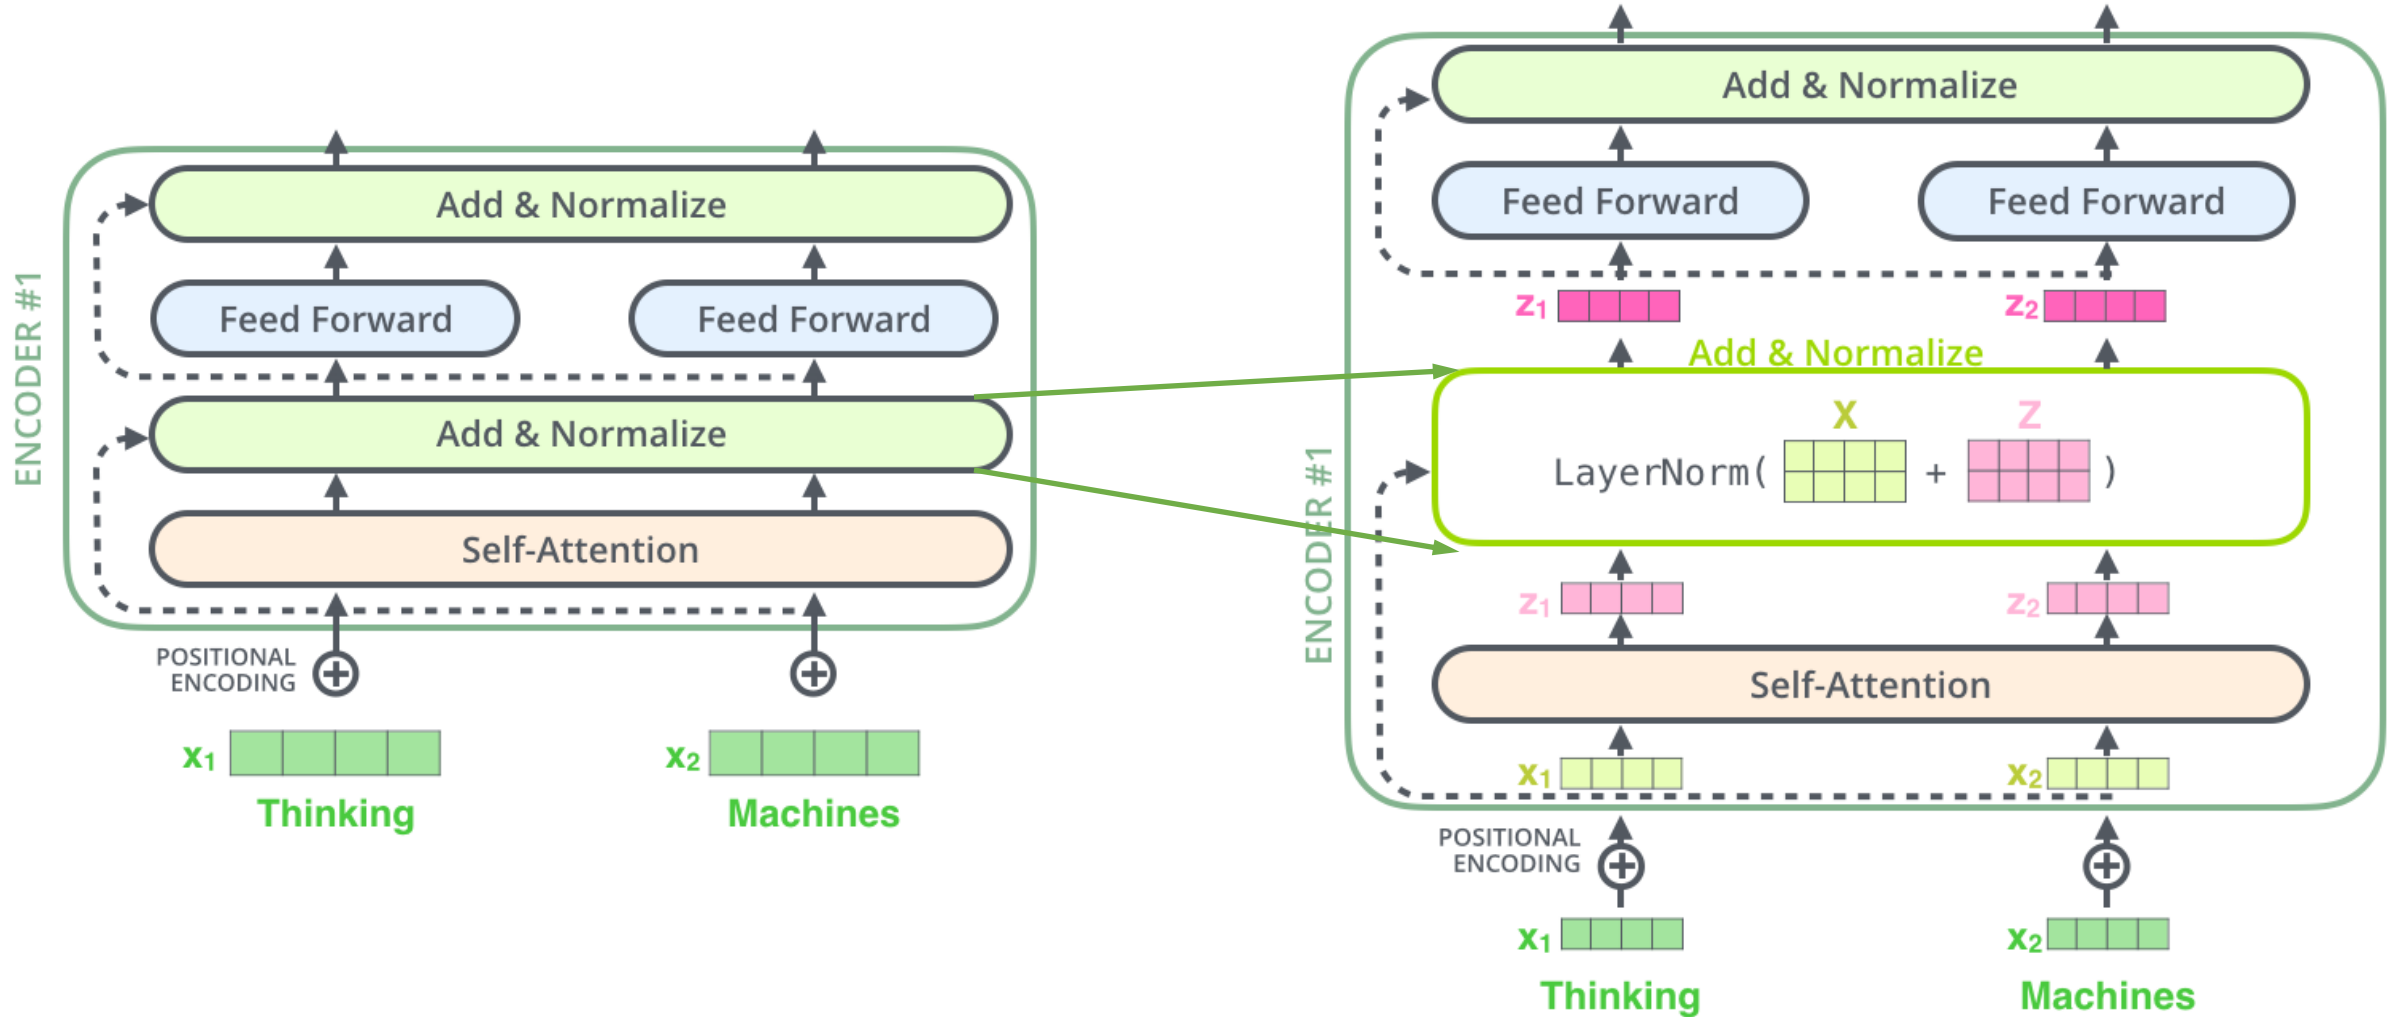 ENCODER #1
Add & Normalize
Feed Forward
Feed Forward
Add & Normalize
Self-Attention
POSITIONAL
ENCODING
x1
x2
Thinking
Machines
ENCODER #1
Add & Normalize
Feed Forward
Feed Forward
z1
z2
Add & Normalize
X
Z
LayerNorm( + )
z1
z2
Self-Attention
x1
x2
POSITIONAL
ENCODING
x1
x2
Thinking
Machines